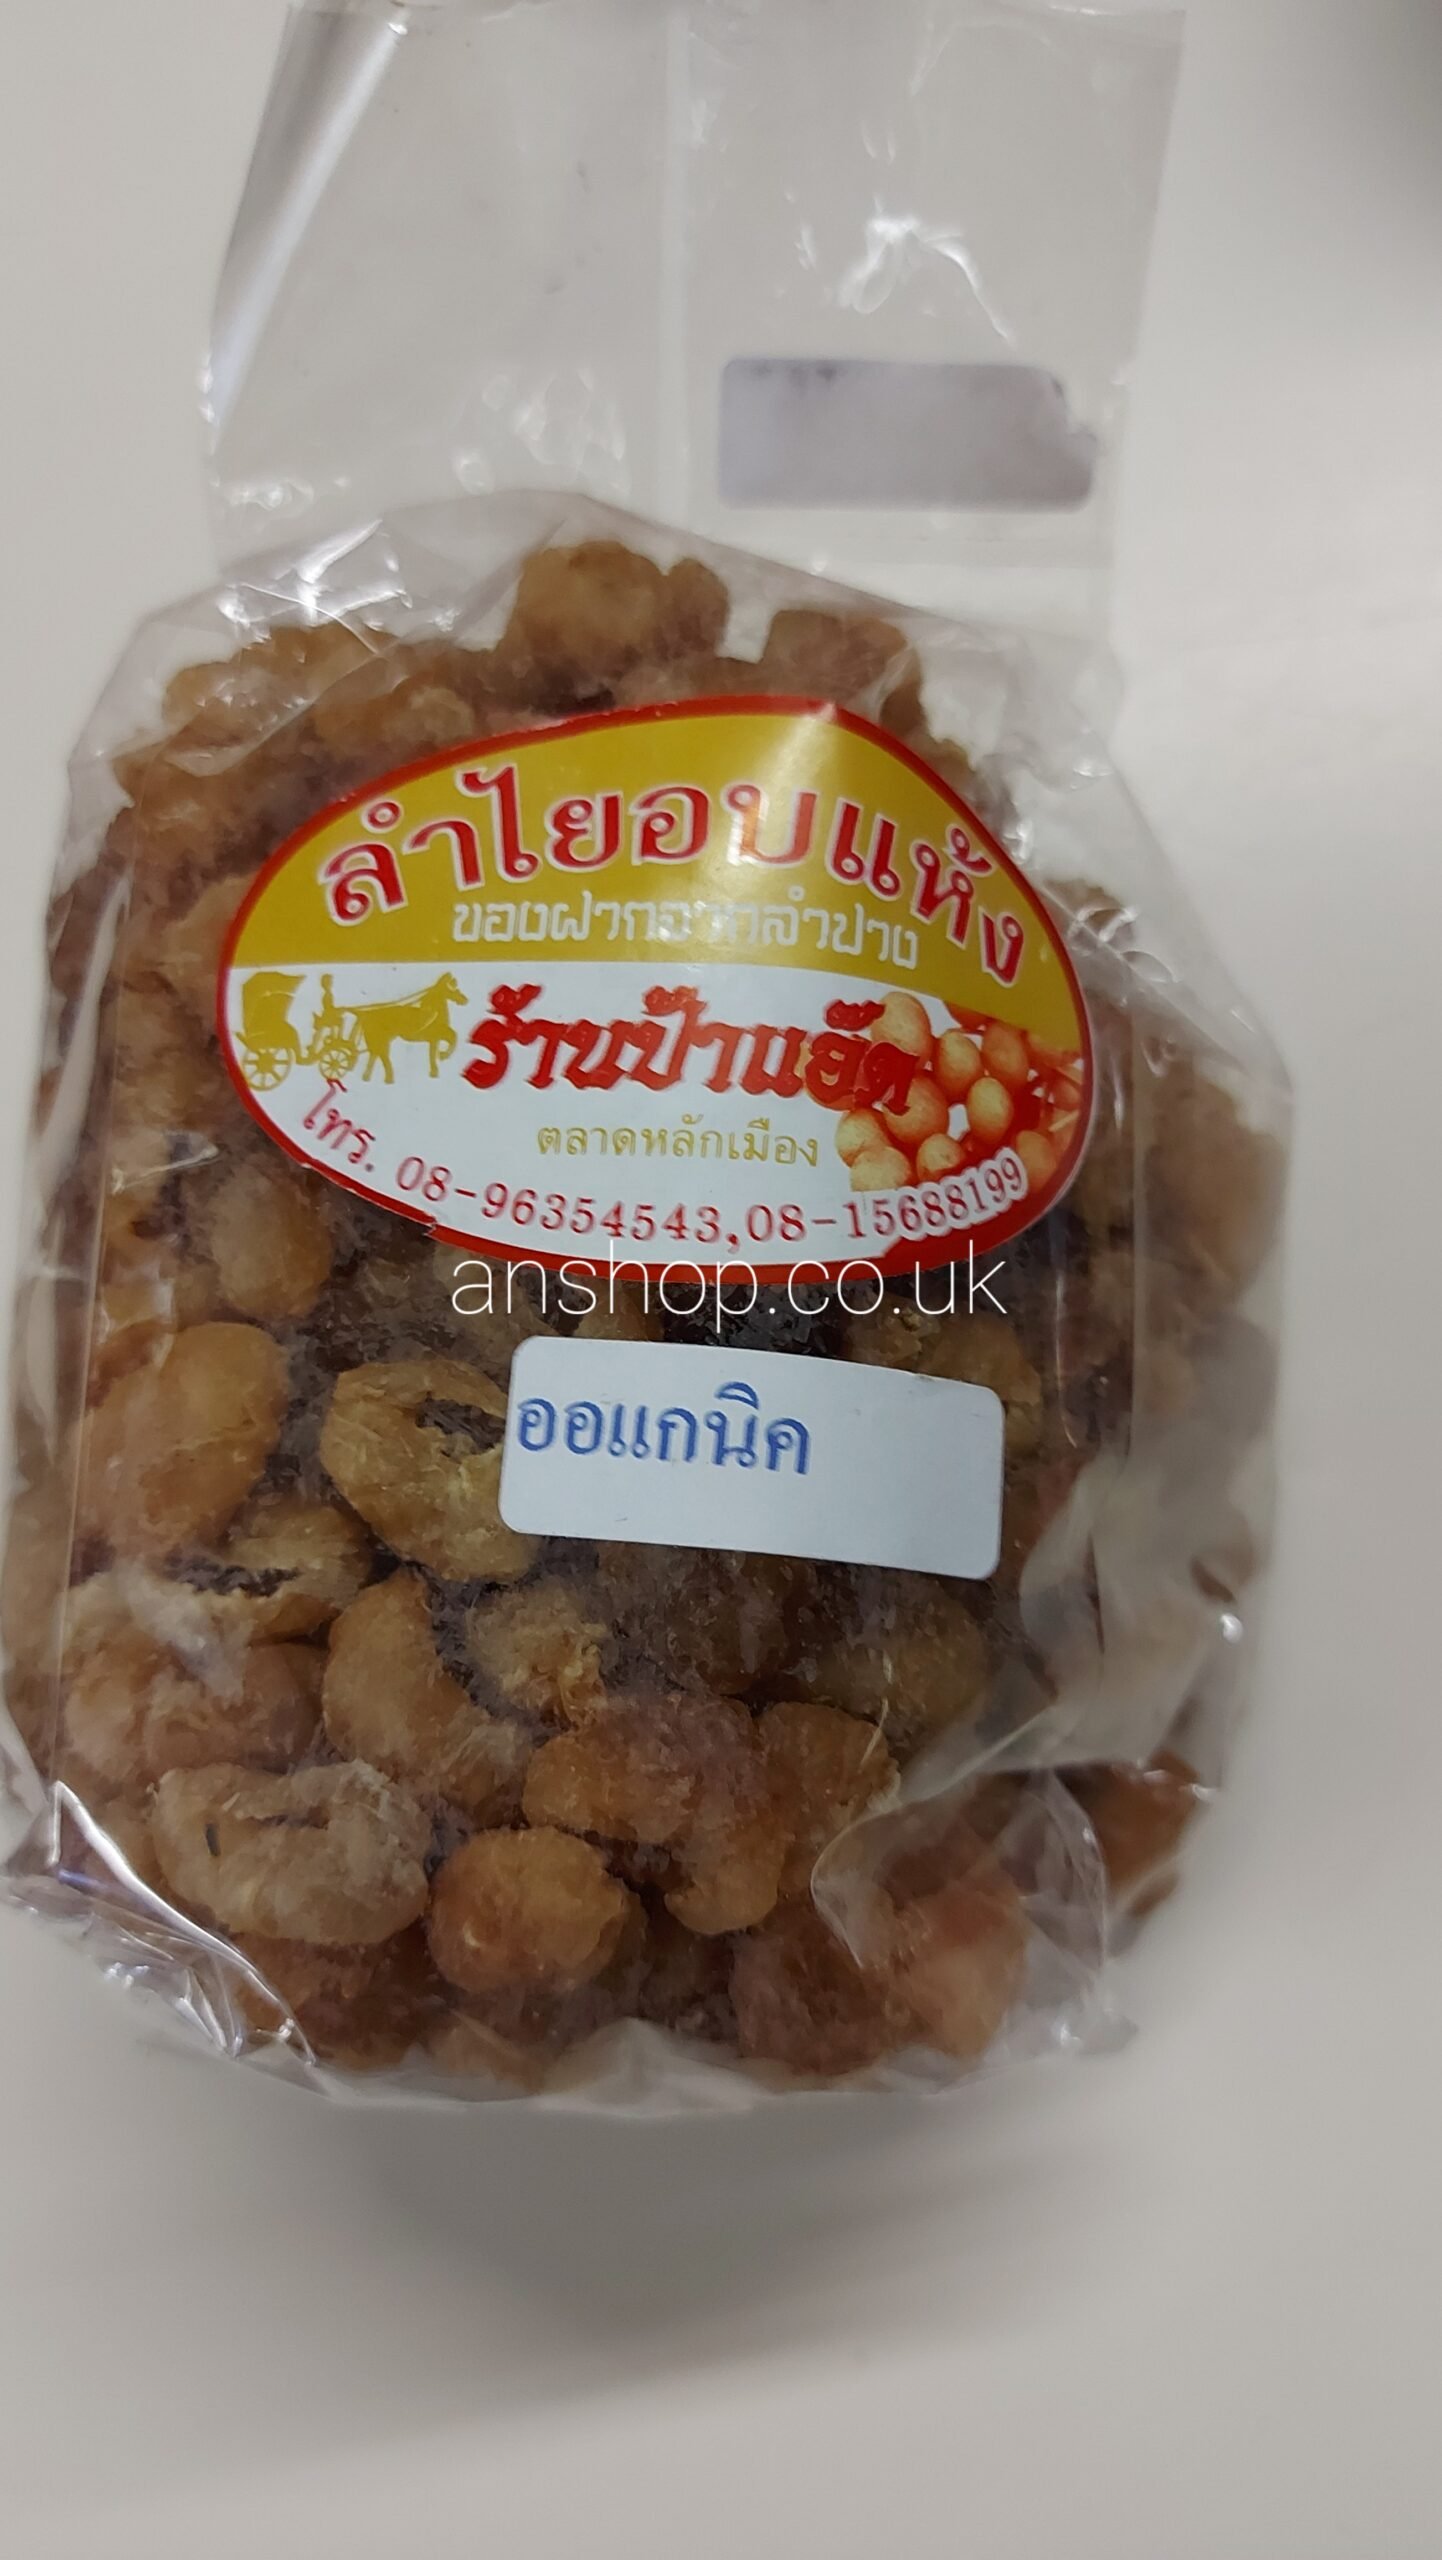 ลำไยอบแห้ง
ของฝากจากลำปาง
ร้านป้าแอ๊ด
ตลาดหลักเมือง
โทร. 08-96354543,08-15688199
anshop.co.uk
ออแกนิค